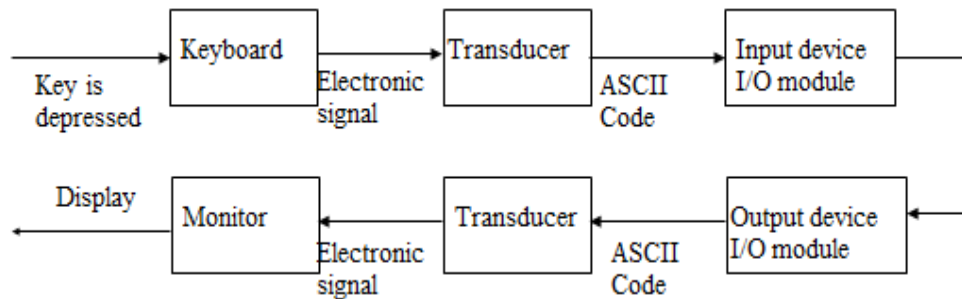 Keyboard
Transducer
Input device
I/O module
Key is
depressed
Electronic
signal
ASCII
Code
Display
Monitor
Transducer
Output device
I/O module
Electronic
signal
ASCII
Code